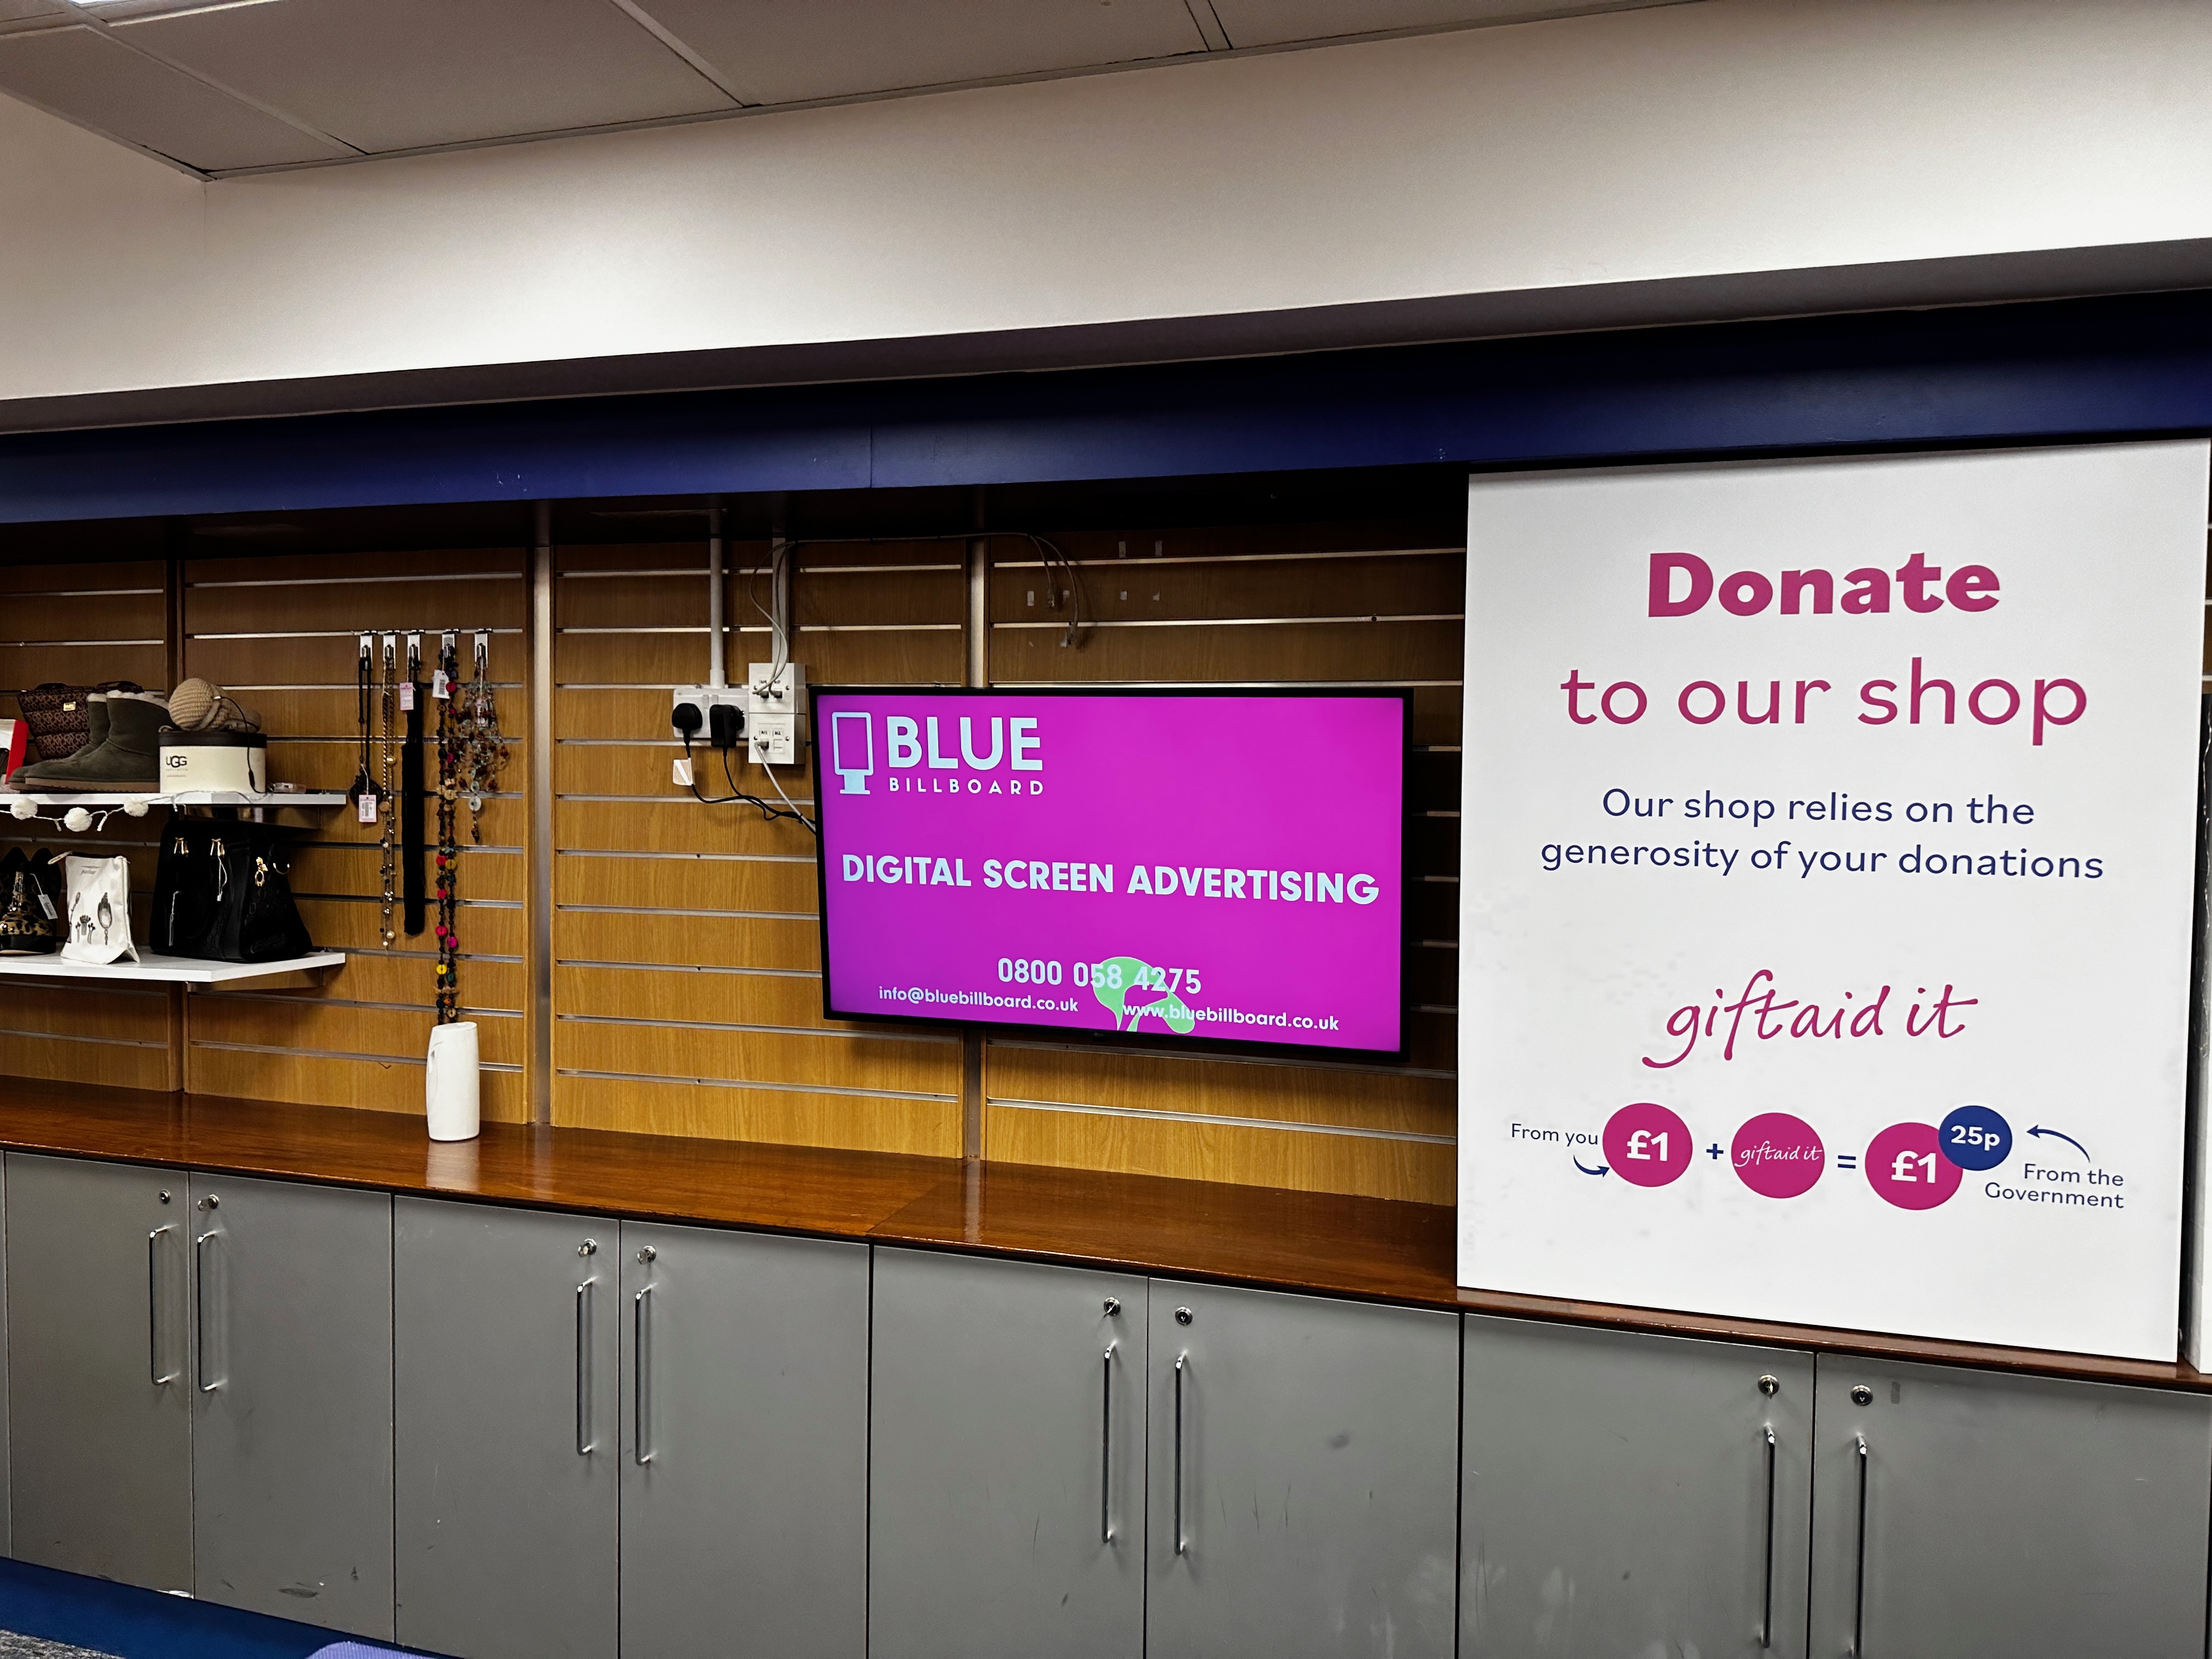 UGG
BLUE
BILLBOARD
DIGITAL SCREEN ADVERTISING
0800 058 4275
info@bluebillboard.co.uk
www.bluebillboard.co.uk
Donate
to our shop
Our shop relies on the
generosity of your donations
giftaid it
From you
£1 + giftaid it = £1 25p
From the
Government